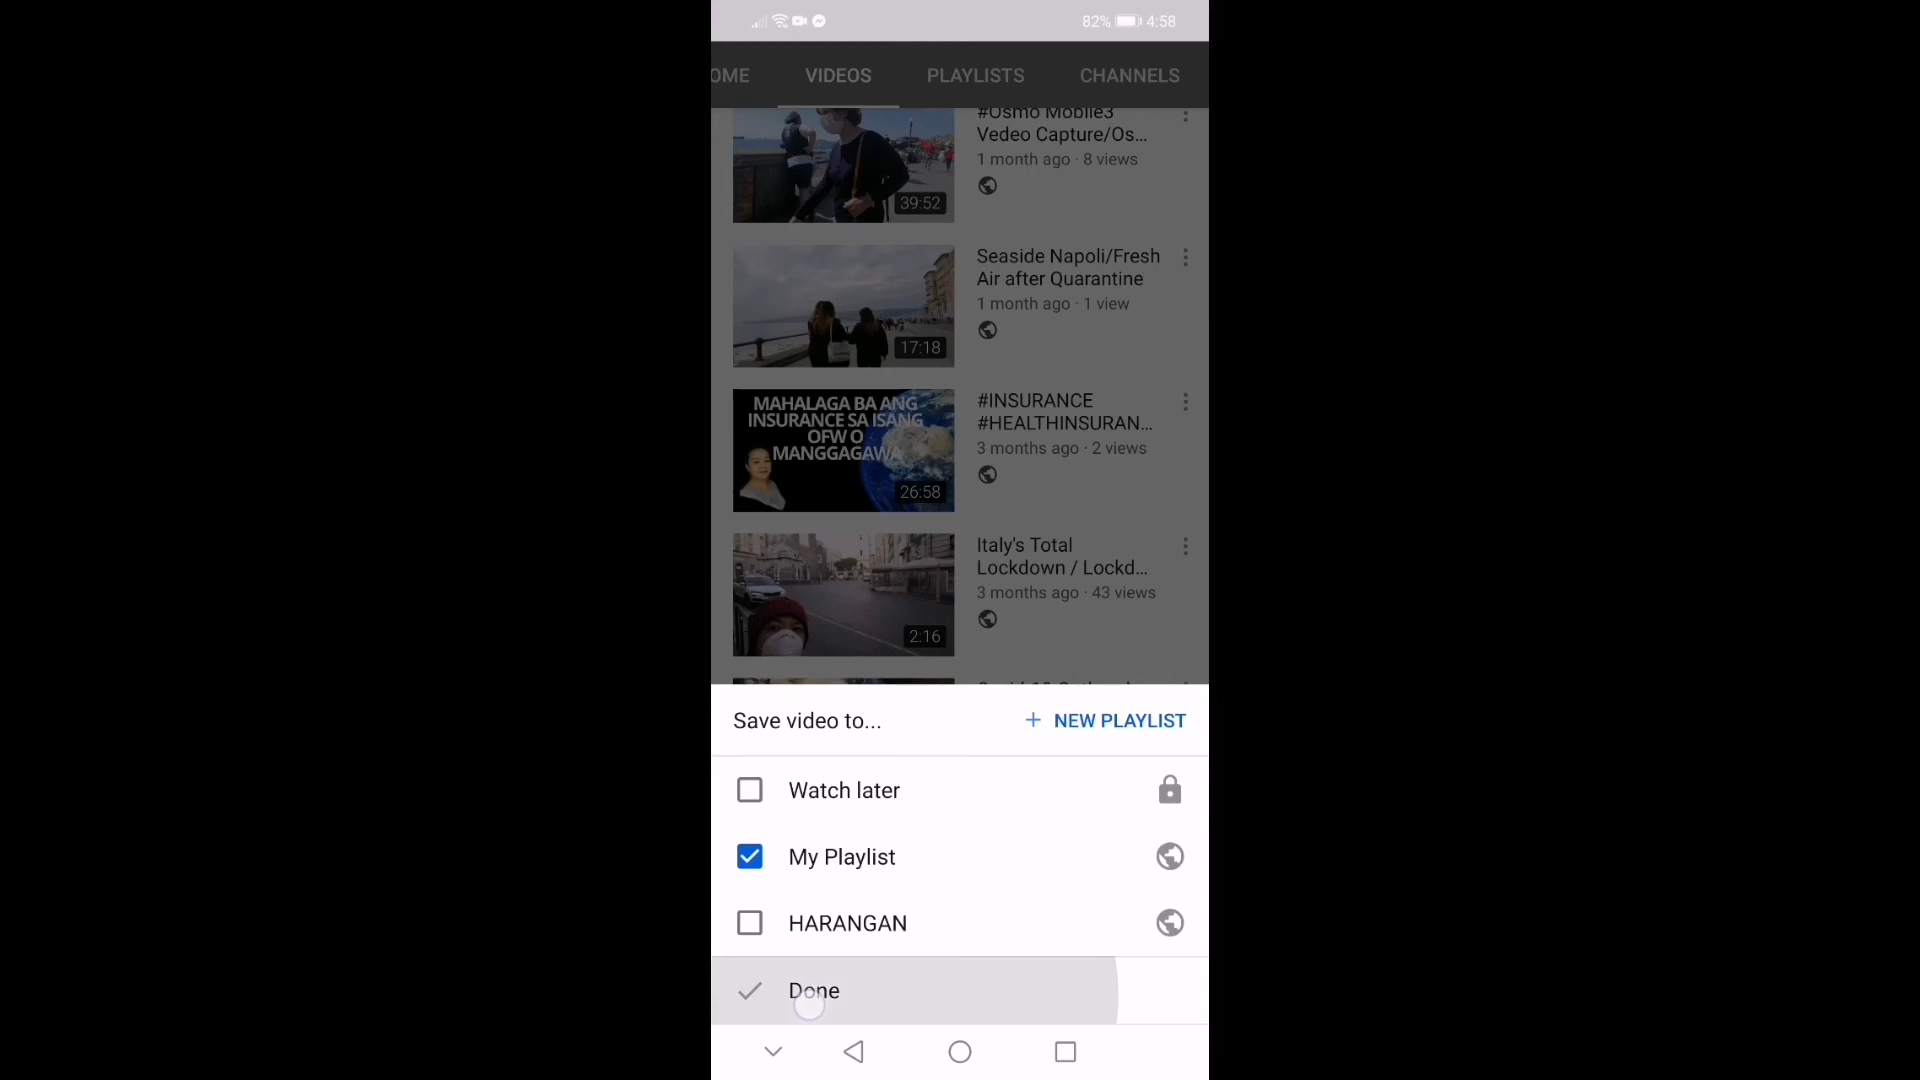 82% 4:58
OME VIDEOS PLAYLISTS CHANNELS
#Osmo Mobile3
Vedeo Capture/Os...
1 month ago · 8 views
39:52
Seaside Napoli/Fresh
Air after Quarantine
1 month ago · 1 view
17:18
MAHALAGA BA ANG
INSURANCE SA ISANG
OFW O
MANGGAGAWA
26:58
#INSURANCE
#HEALTHINSURAN...
3 months ago · 2 views
Italy's Total
Lockdown / Lockd...
3 months ago · 43 views
2:16
Save video to...
+ NEW PLAYLIST
Watch later
My Playlist
HARANGAN
Done